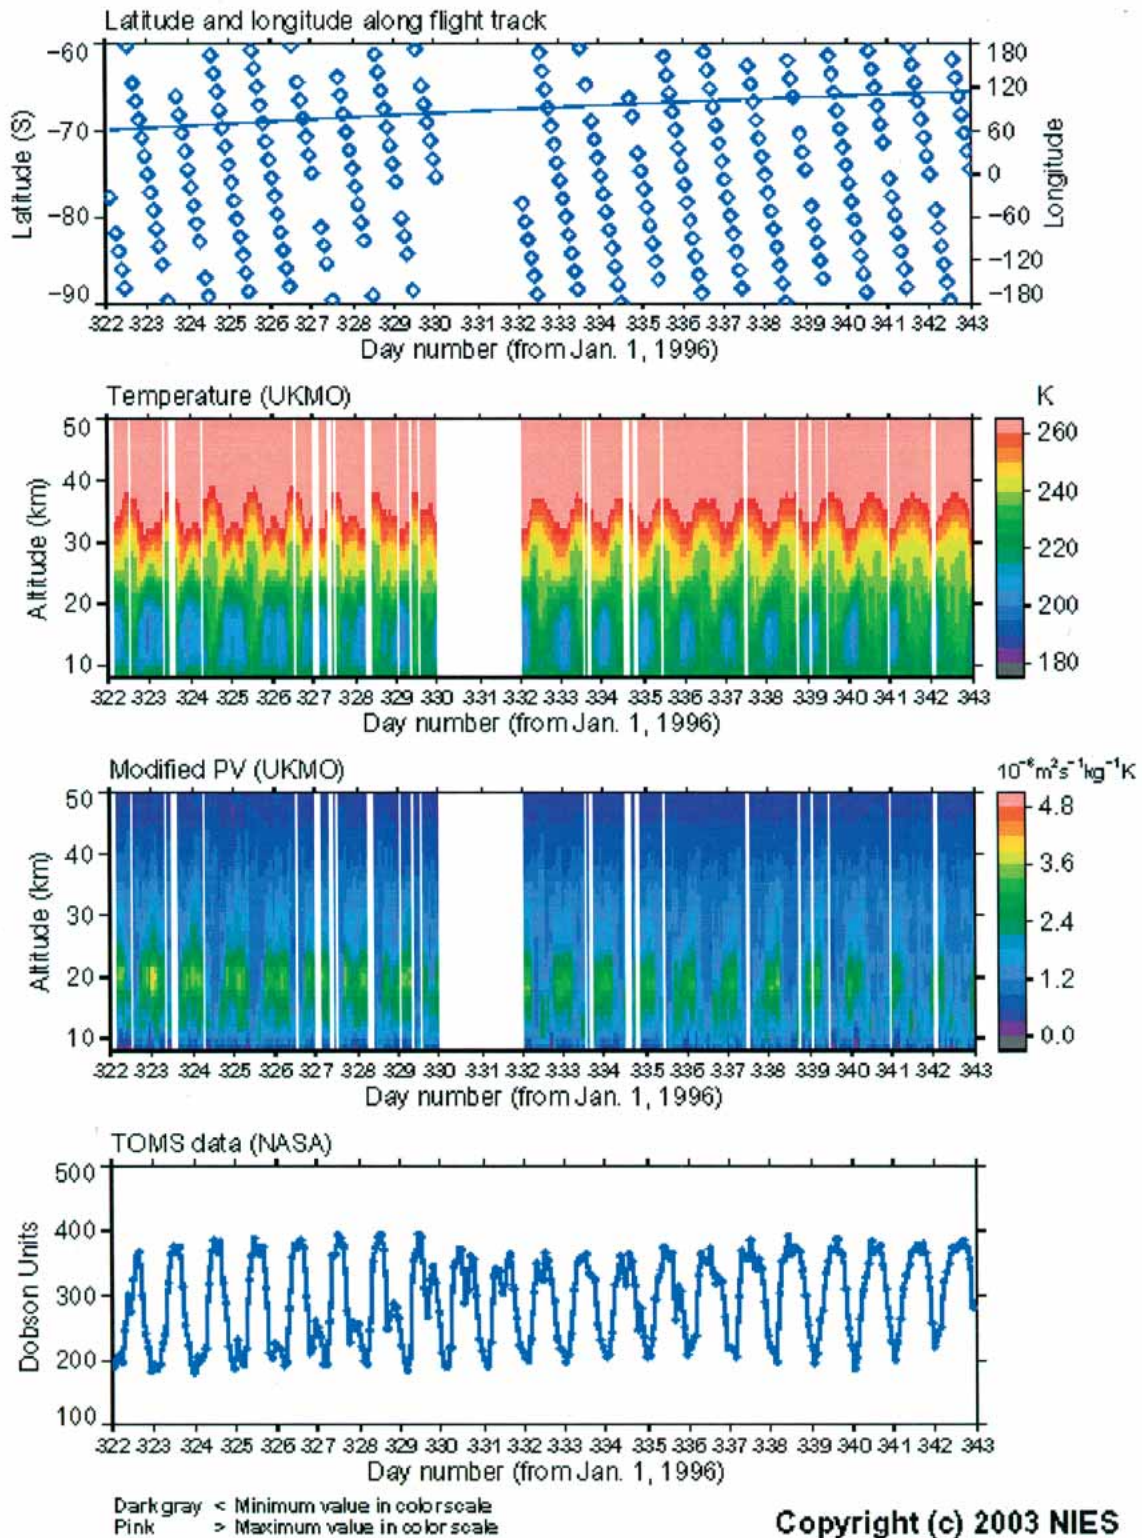 Latitude and longitude along flight track
−60
−70
−80
−90
Latitude (S)
180
120
60
0
−60
−120
−180
Longitude
322 323 324 325 326 327 328 329 330 331 332 333 334 335 336 337 338 339 340 341 342 343
Day number (from Jan. 1, 1996)
Temperature (UKMO)
50
40
30
20
10
Altitude (km)
K
260
240
220
200
180
322 323 324 325 326 327 328 329 330 331 332 333 334 335 336 337 338 339 340 341 342 343
Day number (from Jan. 1, 1996)
Modified PV (UKMO)
50
40
30
20
10
Altitude (km)
10⁻⁶m²s⁻¹kg⁻¹K
4.8
3.6
2.4
1.2
0.0
322 323 324 325 326 327 328 329 330 331 332 333 334 335 336 337 338 339 340 341 342 343
Day number (from Jan. 1, 1996)
TOMS data (NASA)
500
400
300
200
100
Dobson Units
322 323 324 325 326 327 328 329 330 331 332 333 334 335 336 337 338 339 340 341 342 343
Day number (from Jan. 1, 1996)
Dark gray < Minimum value in color scale
Pink > Maximum value in color scale
Copyright (c) 2003 NIES